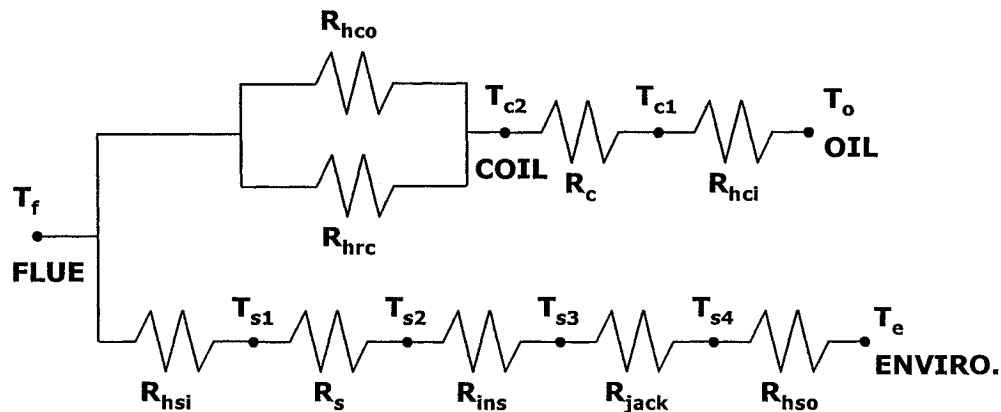 R_hco
T_c2
T_c1
T_o
COIL
OIL
R_c
R_hci
T_f
R_hrc
FLUE
T_s1
T_s2
T_s3
T_s4
T_e
ENVIRO.
R_hsi
R_s
R_ins
R_jack
R_hso